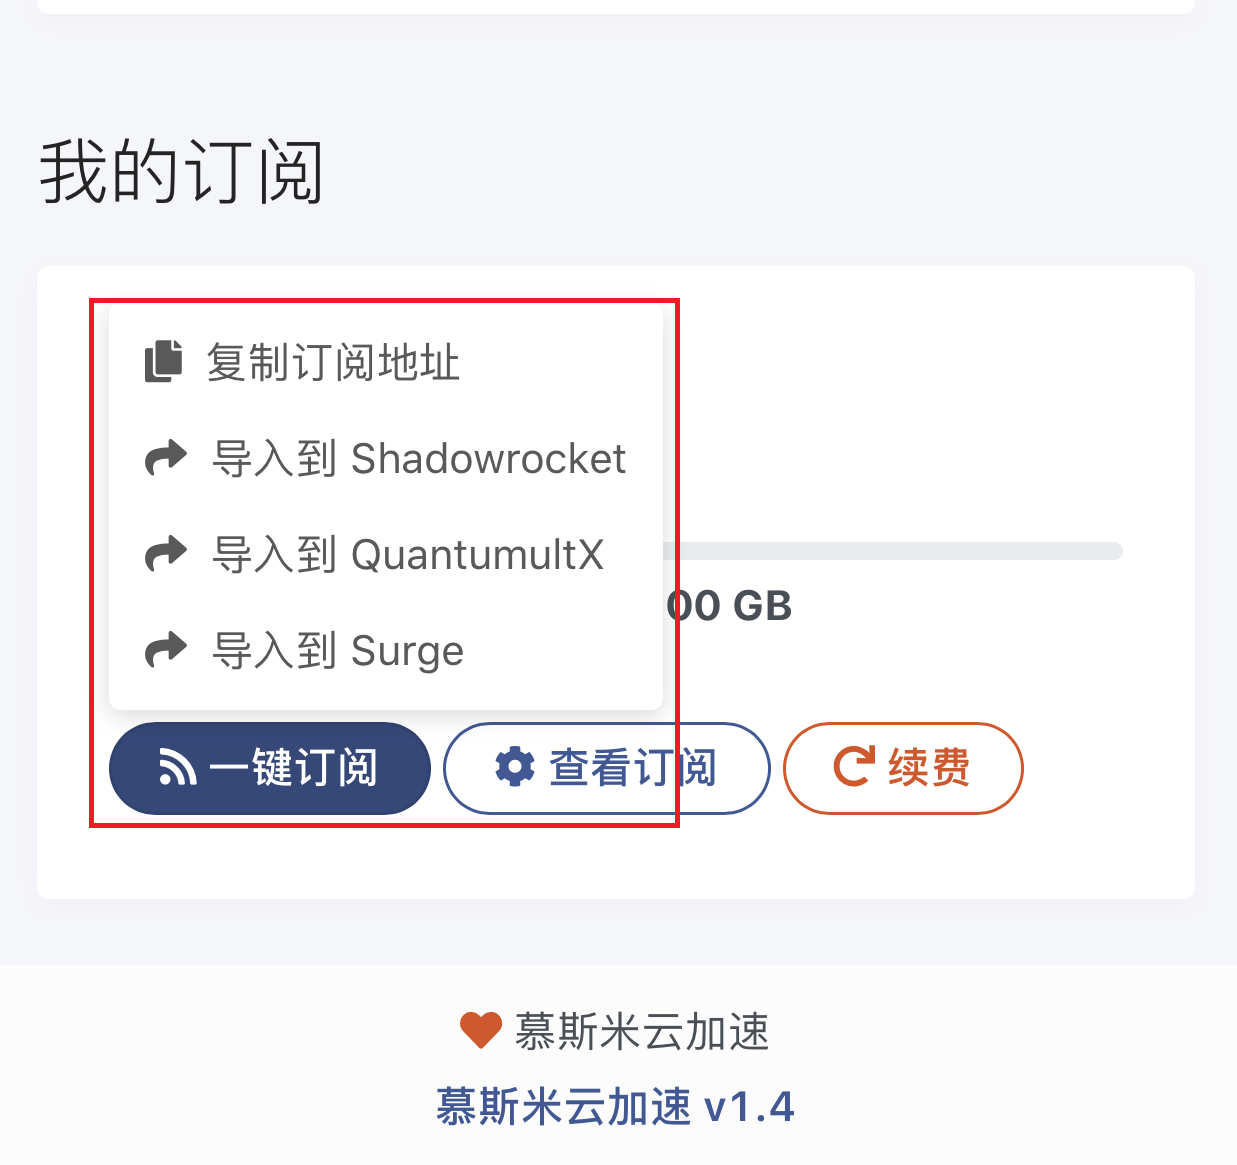 我的订阅
复制订阅地址
导入到 Shadowrocket
导入到 QuantumultX
导入到 Surge
00 GB
一键订阅 查看订阅 续费
慕斯米云加速
慕斯米云加速 v1.4